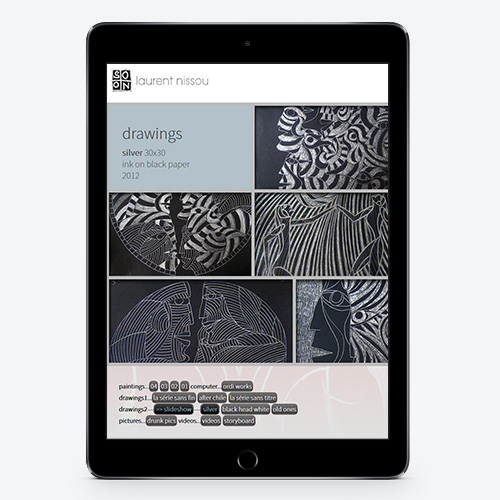 SO
ON
laurent nissou
drawings
silver 30x30
ink on black paper
2012
paintings... 04 03 02 01 computer... ordi works
drawings1... la série sans fin after chile la série sans titre
drawings2--- >> slideshow --- silver black head white old ones
pictures... drunk pics videos... videos storyboard